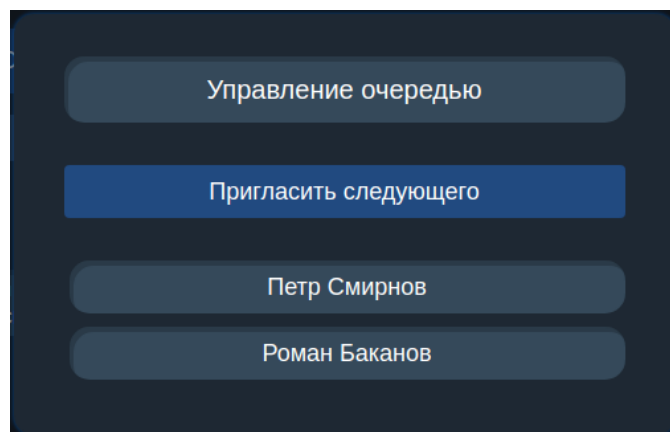 Управление очередью
Пригласить следующего
Петр Смирнов
Роман Баканов